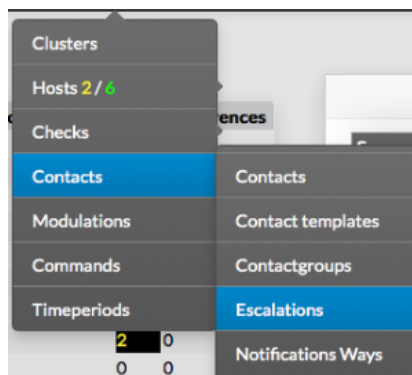 Clusters
Hosts 2 / 6
ences
Checks
Contacts
Contacts
Modulations
Contact templates
Commands
Contactgroups
Timeperiods
Escalations
2 0
Notifications Ways
0 0